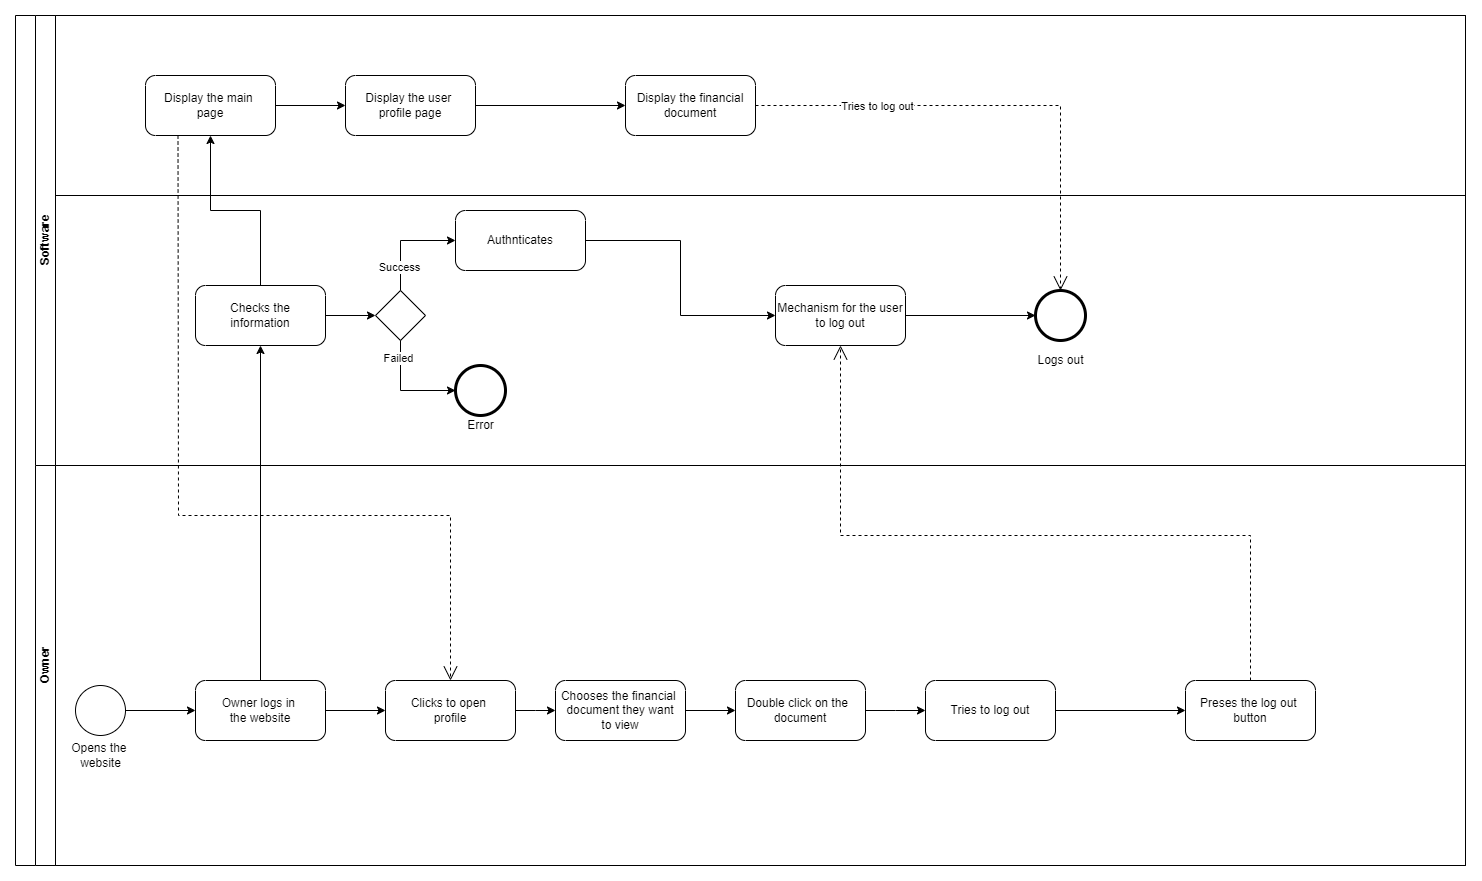 Display the main
page
Display the user
profile page
Display the financial
document
Tries to log out
Software
Authnticates
Success
Checks the
information
Mechanism for the user
to log out
Failed
Logs out
Error
Owner
Owner logs in
the website
Clicks to open
profile
Chooses the financial
document they want
to view
Double click on the
document
Tries to log out
Preses the log out
button
Opens the
website